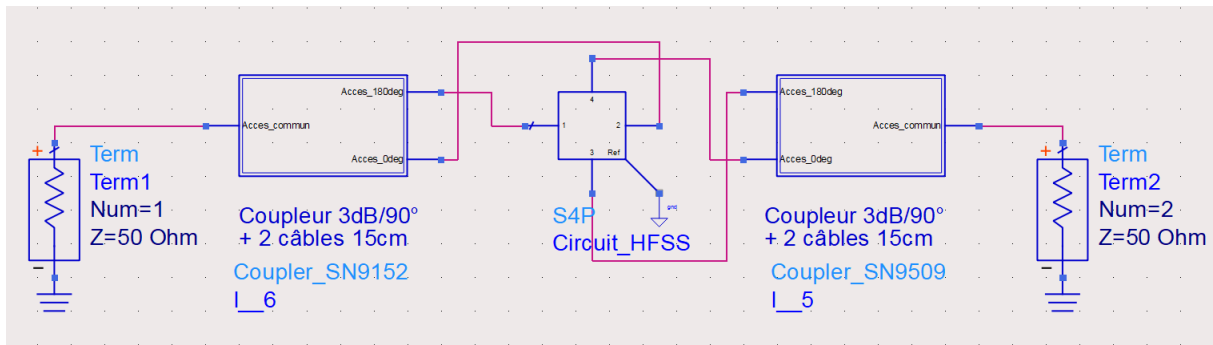 Acces_180deg
Acces_commun
Acces_0deg
4
1
2
3
Ref
Acces_180deg
Acces_commun
Acces_0deg
+
Term
Term1
Num=1
Z=50 Ohm
−
Coupleur 3dB/90°
+ 2 câbles 15cm
Coupler_SN9152
I__6
S4P
Circuit_HFSS
gnd
Coupleur 3dB/90°
+ 2 câbles 15cm
Coupler_SN9509
I__5
+
Term
Term2
Num=2
Z=50 Ohm
−